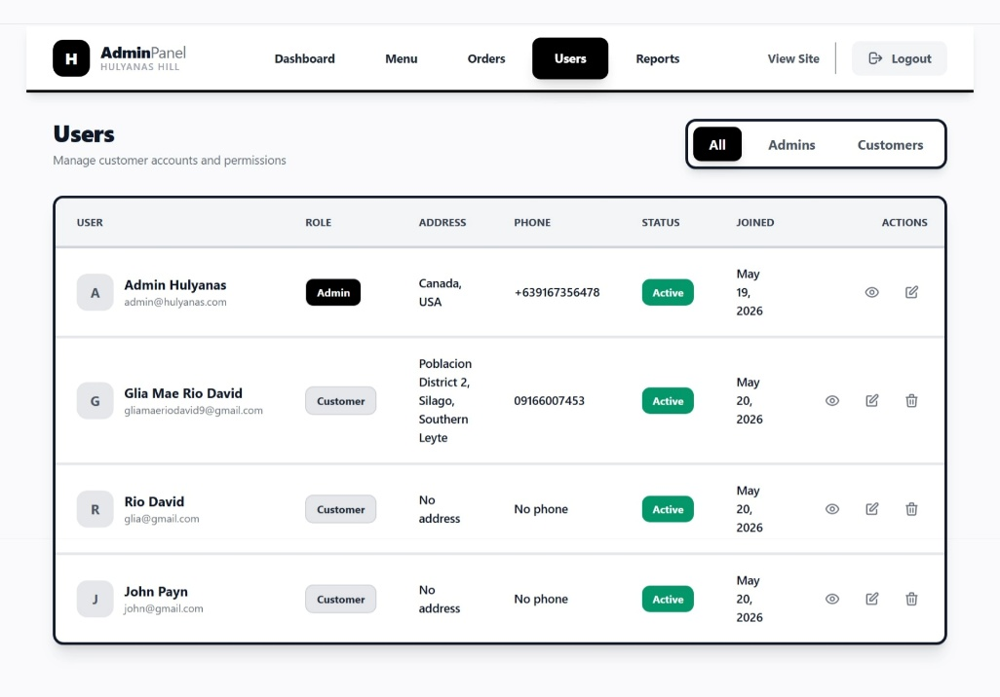 H
AdminPanel
HULYANAS HILL
Dashboard
Menu
Orders
Users
Reports
View Site
Logout
Users
Manage customer accounts and permissions
All
Admins
Customers
USER
ROLE
ADDRESS
PHONE
STATUS
JOINED
ACTIONS
A
Admin Hulyanas
admin@hulyanas.com
Admin
Canada,
USA
+639167356478
Active
May
19,
2026
G
Glia Mae Rio David
gliamaeriodavid9@gmail.com
Customer
Poblacion
District 2,
Silago,
Southern
Leyte
09166007453
Active
May
20,
2026
R
Rio David
glia@gmail.com
Customer
No
address
No phone
Active
May
20,
2026
J
John Payn
john@gmail.com
Customer
No
address
No phone
Active
May
20,
2026